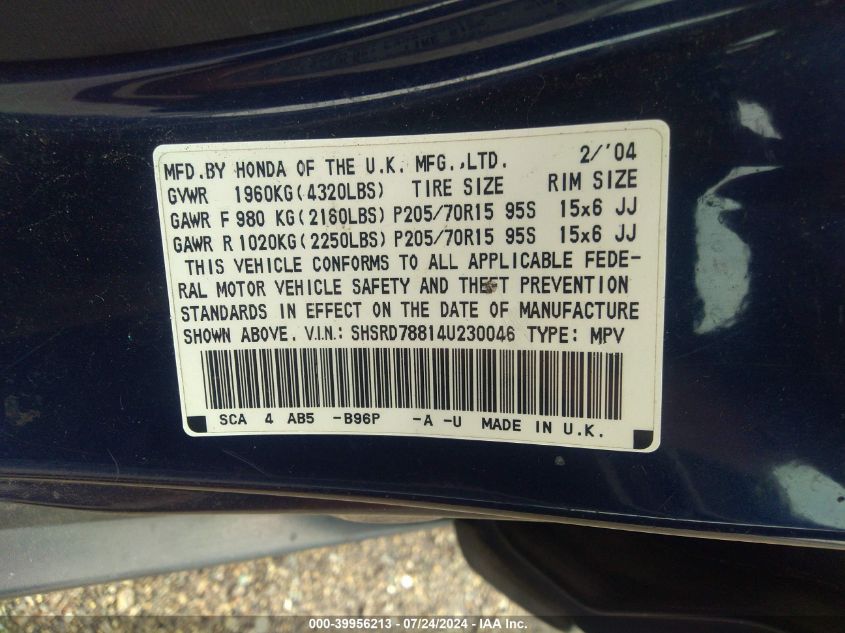 MFD.BY HONDA OF THE U.K. MFG.,LTD. 2/'04
GVWR 1960KG(4320LBS) TIRE SIZE RIM SIZE
GAWR F 980 KG(2160LBS) P205/70R15 95S 15x6 JJ
GAWR R 1020KG(2250LBS) P205/70R15 95S 15x6 JJ
THIS VEHICLE CONFORMS TO ALL APPLICABLE FEDE-
RAL MOTOR VEHICLE SAFETY AND THEFT PREVENTION
STANDARDS IN EFFECT ON THE DATE OF MANUFACTURE
SHOWN ABOVE. V.I.N.: SHSRD78814U230046 TYPE: MPV
SCA 4 AB5 -B96P -A -U MADE IN U.K.
000-39956213 - 07/24/2024 - IAA Inc.